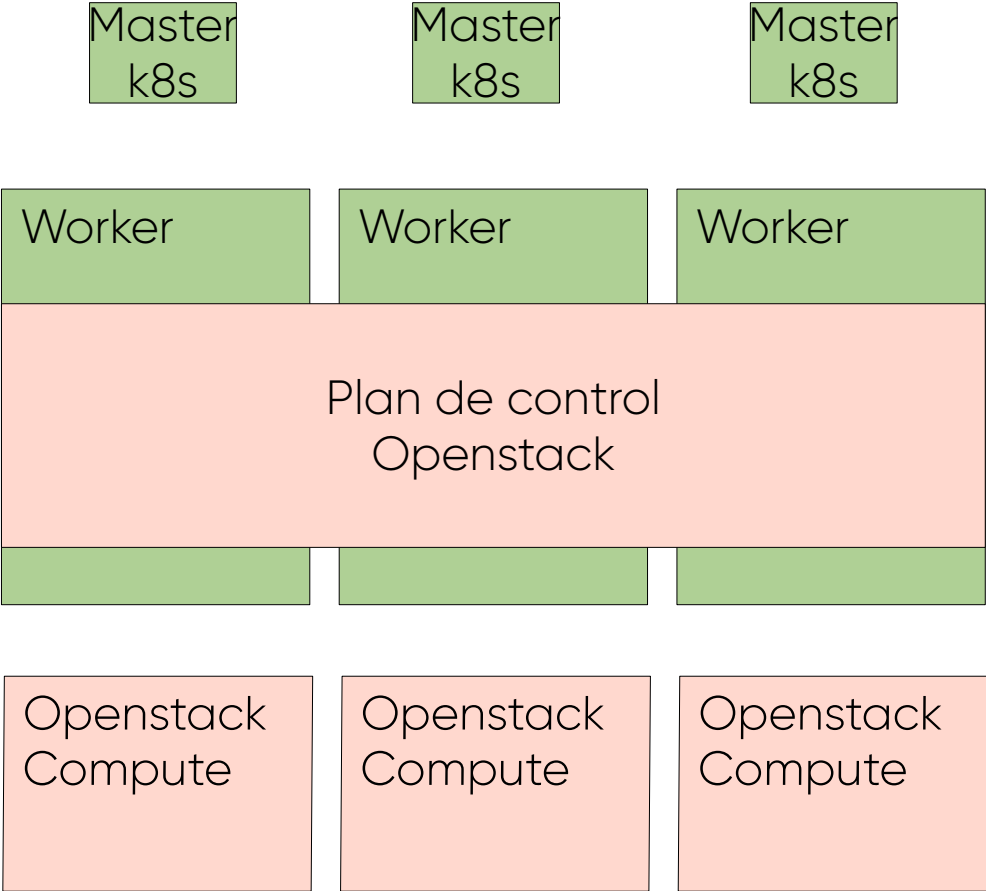 Master
k8s
Master
k8s
Master
k8s
Worker
Worker
Worker
Plan de control
Openstack
Openstack
Compute
Openstack
Compute
Openstack
Compute